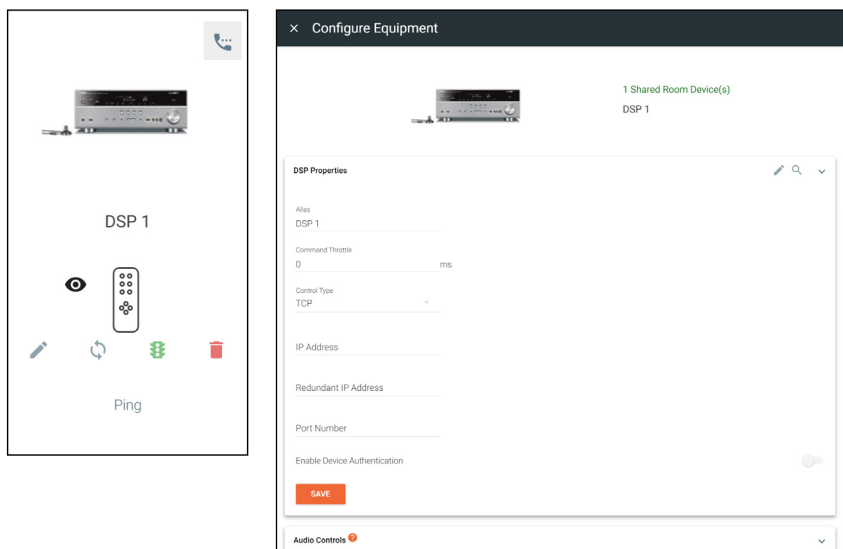 DSP 1
Ping
× Configure Equipment
1 Shared Room Device(s)
DSP 1
DSP Properties
Alias
DSP 1
Command Throttle
0 ms
Control Type
TCP
IP Address
Redundant IP Address
Port Number
Enable Device Authentication
SAVE
Audio Controls ?